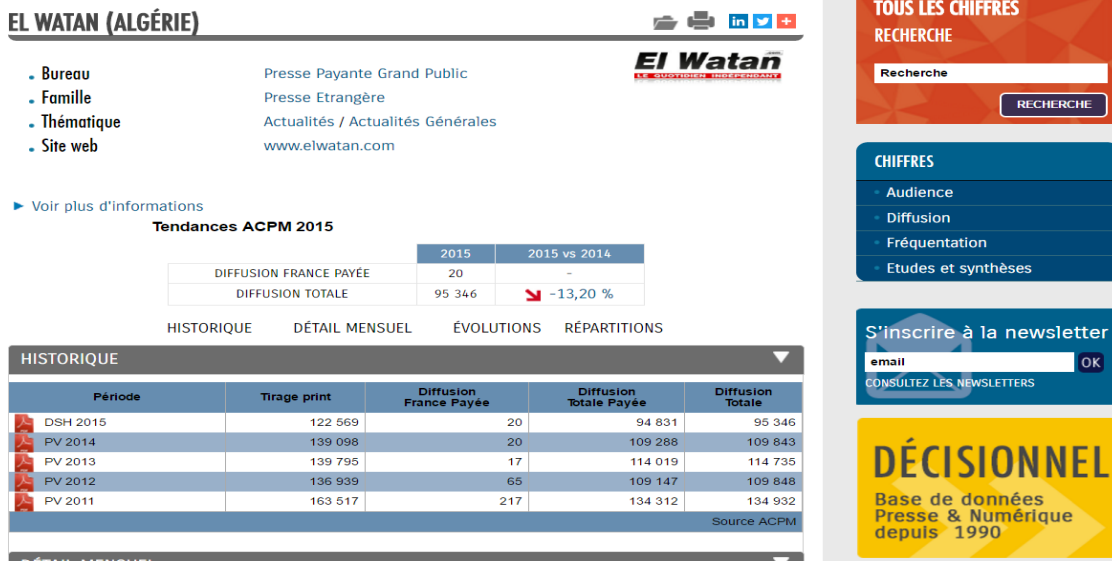 EL WATAN (ALGÉRIE)
El Watan
LE QUOTIDIEN INDEPENDANT
Bureau Presse Payante Grand Public
Famille Presse Etrangère
Thématique Actualités / Actualités Générales
Site web www.elwatan.com
Voir plus d'informations
Tendances ACPM 2015
2015 2015 vs 2014
DIFFUSION FRANCE PAYÉE 20 -
DIFFUSION TOTALE 95 346 -13,20 %
HISTORIQUE DÉTAIL MENSUEL ÉVOLUTIONS RÉPARTITIONS
HISTORIQUE
Période Tirage print Diffusion France Payée Diffusion Totale Payée Diffusion Totale
DSH 2015 122 569 20 94 831 95 346
PV 2014 139 098 20 109 288 109 843
PV 2013 139 795 17 114 019 114 735
PV 2012 136 939 65 109 147 109 848
PV 2011 163 517 217 134 312 134 932
Source ACPM
DÉTAIL MENSUEL
TOUS LES CHIFFRES
RECHERCHE
Recherche
RECHERCHE
CHIFFRES
Audience
Diffusion
Fréquentation
Etudes et synthèses
S'inscrire à la newsletter
email OK
CONSULTEZ LES NEWSLETTERS
DÉCISIONNEL
Base de données
Presse & Numérique
depuis 1990